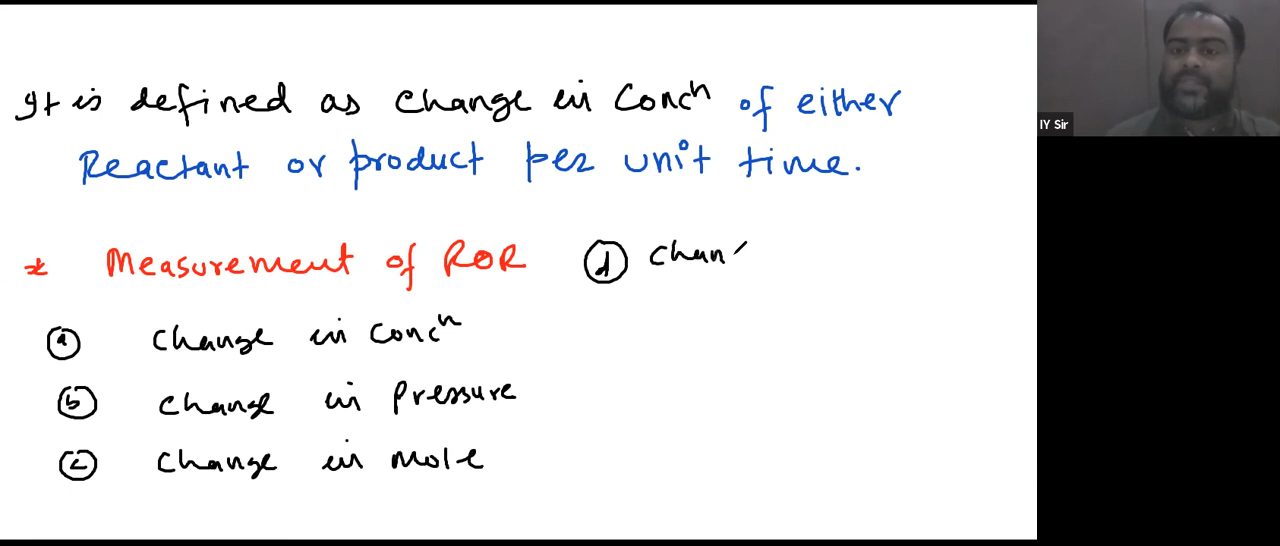 It is defined as change in Concn of either
Reactant or product per unit time.
* Measurement of ROR (d) chan
(a) change in concn
(b) change in Pressure
(c) change in mole
IY Sir